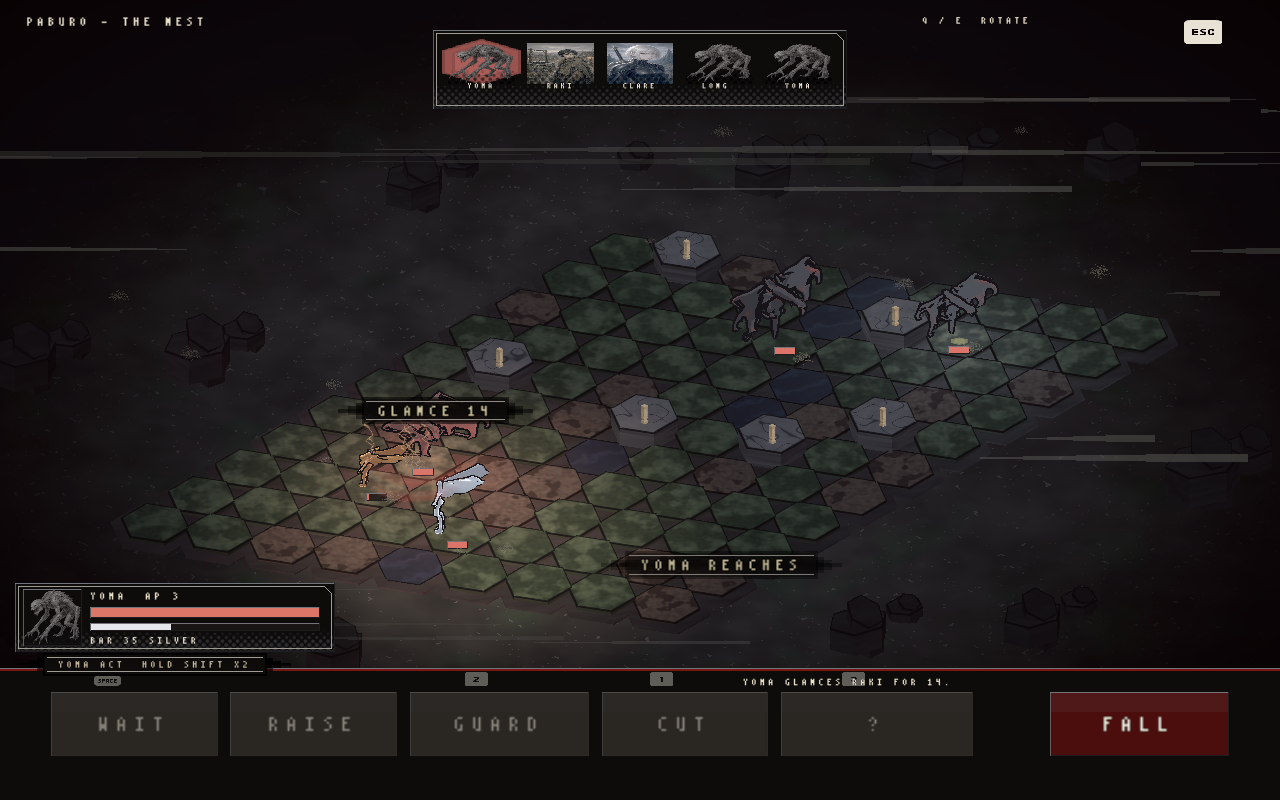 PABURO - THE NEST
Q / E ROTATE
ESC
YOMA
RAKI
CLARE
LONG
YOMA
GLANCE 14
YOMA REACHES
YOMA AP 3
BAR 35 SILVER
YOMA ACT HOLD SHIFT X2
YOMA GLANCES RAKI FOR 14.
SPACE
2
1
WAIT
RAISE
GUARD
CUT
?
FALL